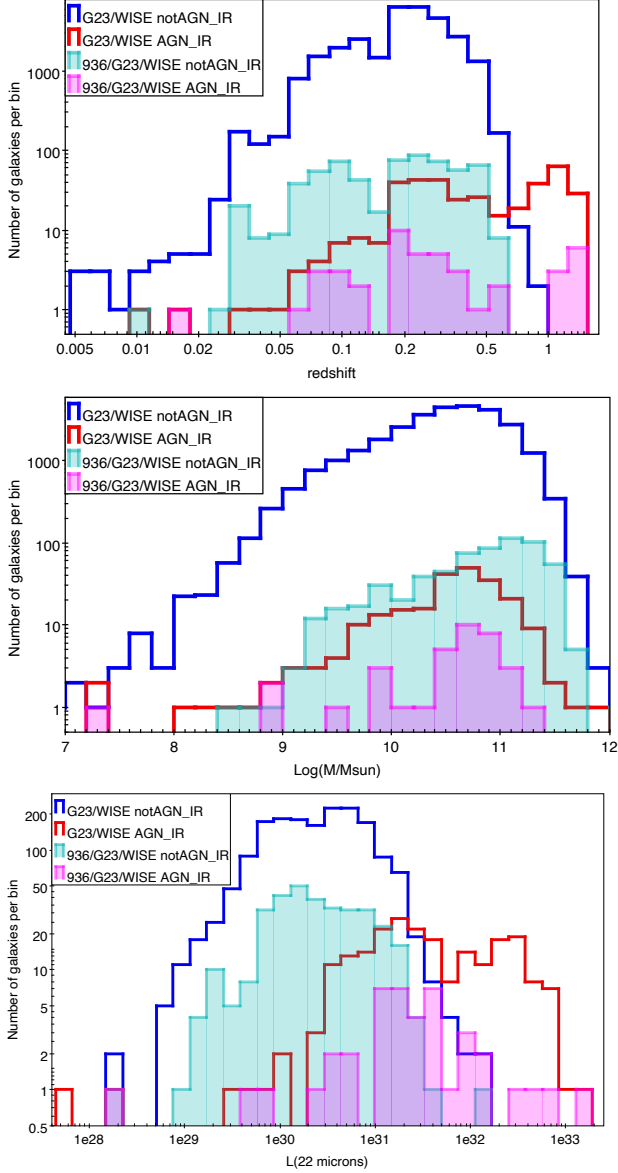 G23/WISE notAGN_IR
G23/WISE AGN_IR
936/G23/WISE notAGN_IR
936/G23/WISE AGN_IR
Number of galaxies per bin
1000
100
10
1
0.005 0.01 0.02 0.05 0.1 0.2 0.5 1
redshift
G23/WISE notAGN_IR
G23/WISE AGN_IR
936/G23/WISE notAGN_IR
936/G23/WISE AGN_IR
Number of galaxies per bin
1000
100
10
1
7 8 9 10 11 12
Log(M/Msun)
G23/WISE notAGN_IR
G23/WISE AGN_IR
936/G23/WISE notAGN_IR
936/G23/WISE AGN_IR
Number of galaxies per bin
200
100
50
20
10
5
2
1
0.5
1e28 1e29 1e30 1e31 1e32 1e33
L(22 microns)